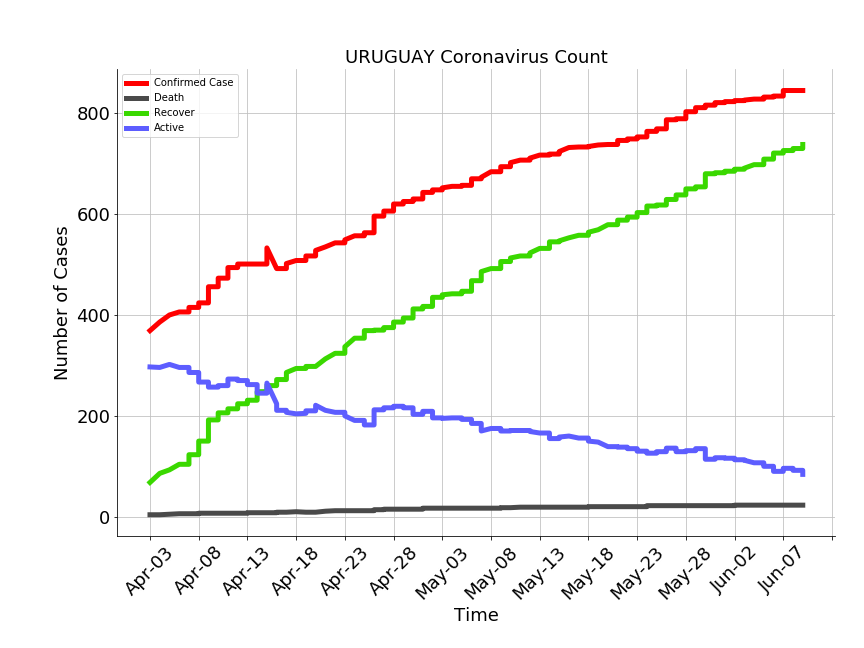 URUGUAY Coronavirus Count
Confirmed Case
Death
Recover
Active
Number of Cases
800
600
400
200
0
Apr-03
Apr-08
Apr-13
Apr-18
Apr-23
Apr-28
May-03
May-08
May-13
May-18
May-23
May-28
Jun-02
Jun-07
Time